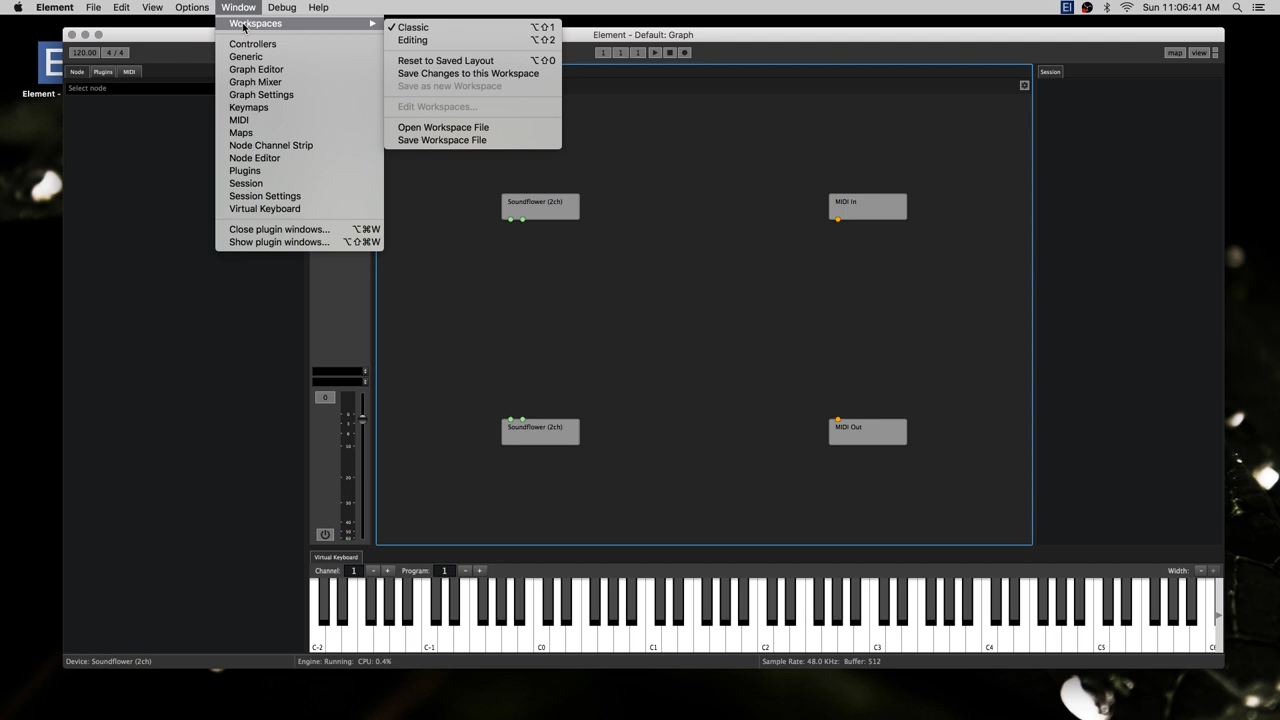 Element File Edit View Options Window Debug Help Sun 11:06:41 AM
Element - Default: Graph
120.00 4 / 4 1 1 1 map view
Node Plugins MIDI
Select node
Session
Element -
Workspaces
Controllers
Generic
Graph Editor
Graph Mixer
Graph Settings
Keymaps
MIDI
Maps
Node Channel Strip
Node Editor
Plugins
Session
Session Settings
Virtual Keyboard
Close plugin windows... ⌥⌘W
Show plugin windows... ⌥⇧⌘W
✓ Classic ⌥⇧1
Editing ⌥⇧2
Reset to Saved Layout ⌥⇧0
Save Changes to this Workspace
Save as new Workspace
Edit Workspaces...
Open Workspace File
Save Workspace File
Soundflower (2ch) MIDI In
Soundflower (2ch) MIDI Out
0
Virtual Keyboard
Channel: 1 - + Program: 1 - + Width: - +
C-2 C-1 C0 C1 C2 C3 C4 C5
Device: Soundflower (2ch) Engine: Running: CPU: 0.4% Sample Rate: 48.0 KHz: Buffer: 512